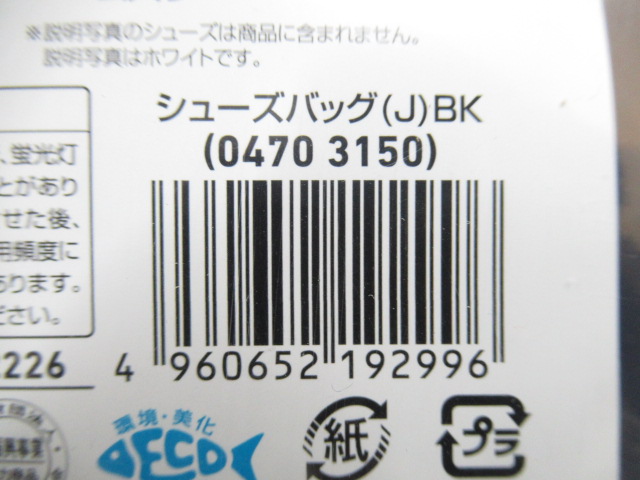 ※説明写真のシューズは商品に含まれません。
説明写真はホワイトです。
シューズバッグ(J)BK
(0470 3150)
、蛍光灯
とがあり
せた後、
用頻度に
あります。
ださい。
226
4 960652 192996
環境・美化
DECO
紙
プラ